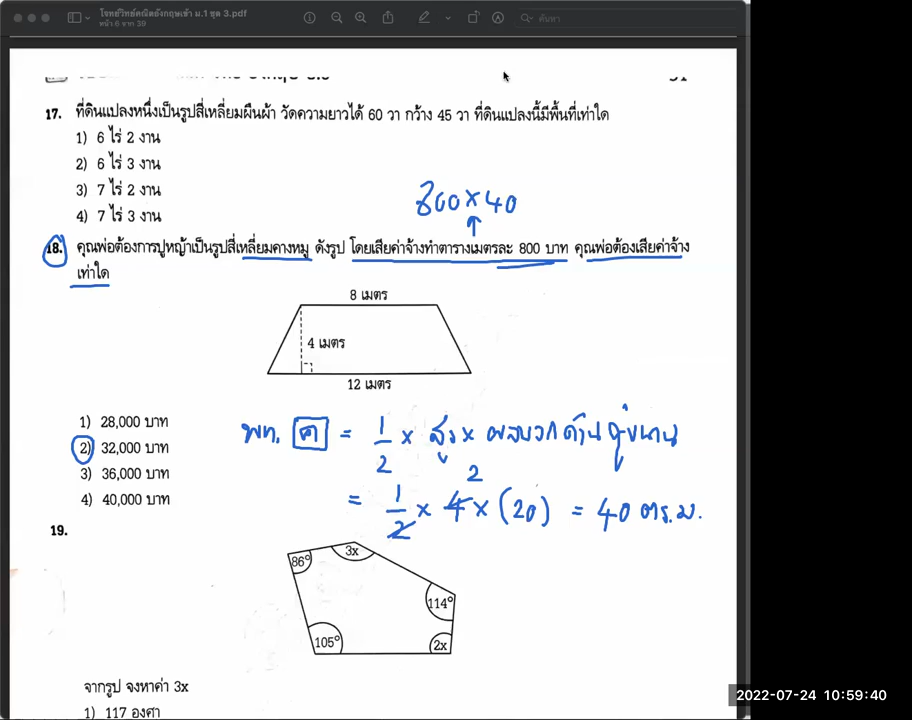 โจทย์วิทย์คณิตอังกฤษเข้า ม.1 ชุด 3.pdf
หน้า 6 จาก 39
ค้นหา
17. ที่ดินแปลงหนึ่งเป็นรูปสี่เหลี่ยมผืนผ้า วัดความยาวได้ 60 วา กว้าง 45 วา ที่ดินแปลงนี้มีพื้นที่เท่าใด
1) 6 ไร่ 2 งาน
2) 6 ไร่ 3 งาน
3) 7 ไร่ 2 งาน
4) 7 ไร่ 3 งาน
800 × 40
18. คุณพ่อต้องการปูหญ้าเป็นรูปสี่เหลี่ยมคางหมู ดังรูป โดยเสียค่าจ้างทำตารางเมตรละ 800 บาท คุณพ่อต้องเสียค่าจ้าง
เท่าใด
8 เมตร
4 เมตร
12 เมตร
1) 28,000 บาท
2) 32,000 บาท
3) 36,000 บาท
4) 40,000 บาท
พท. ค = 1/2 × สูง × ผลบวกด้านคู่ขนาน
2
= 1/2 × 4 × (20) = 40 ตร.ม.
19.
86° 3x
114°
105° 2x
จากรูป จงหาค่า 3x
1) 117 องศา
2022-07-24 10:59:40